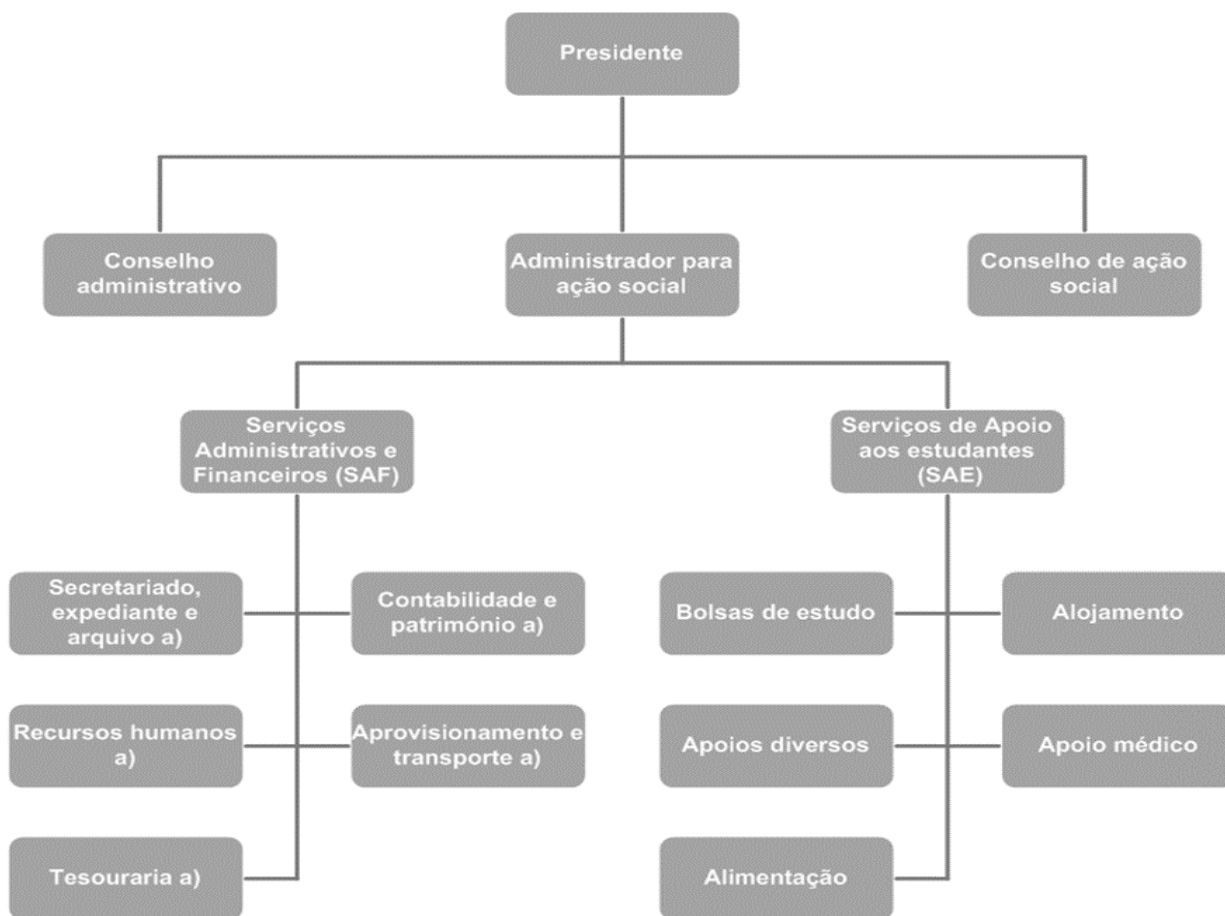 Presidente
Conselho
administrativo
Administrador para
ação social
Conselho de ação
social
Serviços
Administrativos e
Financeiros (SAF)
Serviços de Apoio
aos estudantes
(SAE)
Secretariado,
expediante e
arquivo a)
Contabilidade e
património a)
Bolsas de estudo
Alojamento
Recursos humanos
a)
Aprovisionamento e
transporte a)
Apoios diversos
Apoio médico
Tesouraria a)
Alimentação